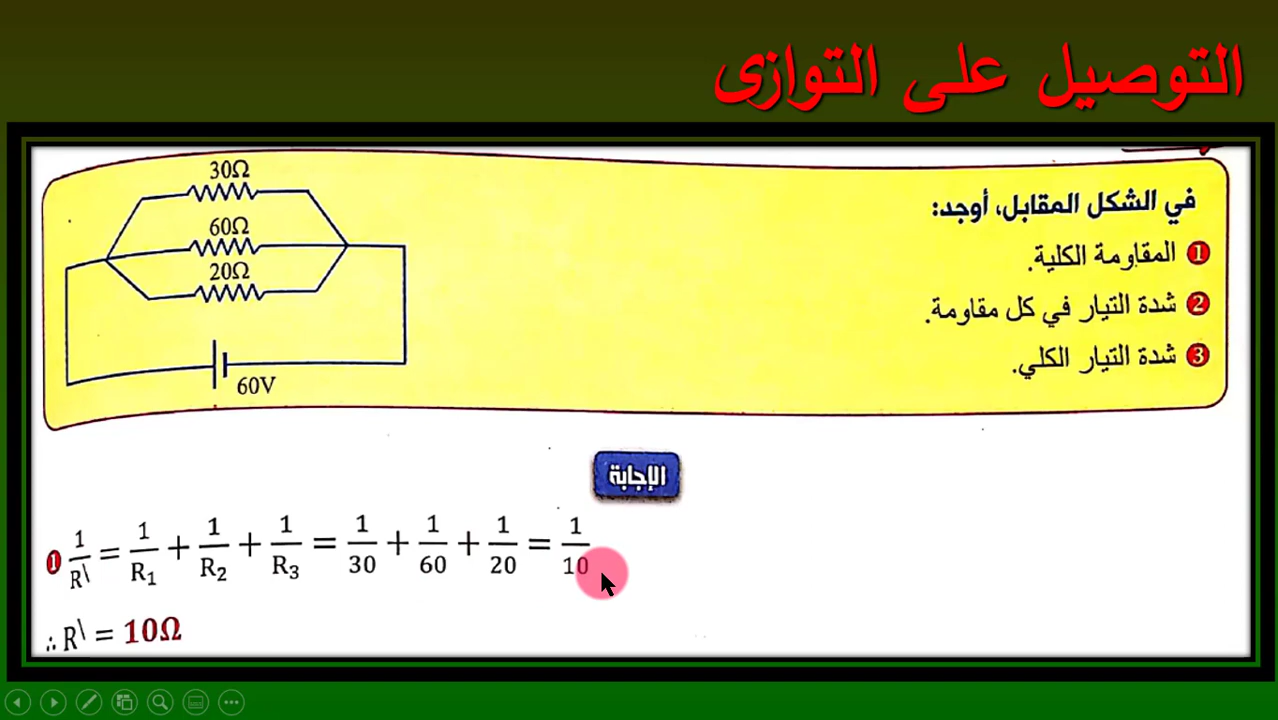 التوصيل على التوازى
في الشكل المقابل، أوجد:
❶ المقاومة الكلية.
❷ شدة التيار في كل مقاومة.
❸ شدة التيار الكلي.
30Ω
60Ω
20Ω
60V
الإجابة
❶ 1/R\ = 1/R₁ + 1/R₂ + 1/R₃ = 1/30 + 1/60 + 1/20 = 1/10
∴ R\ = 10Ω